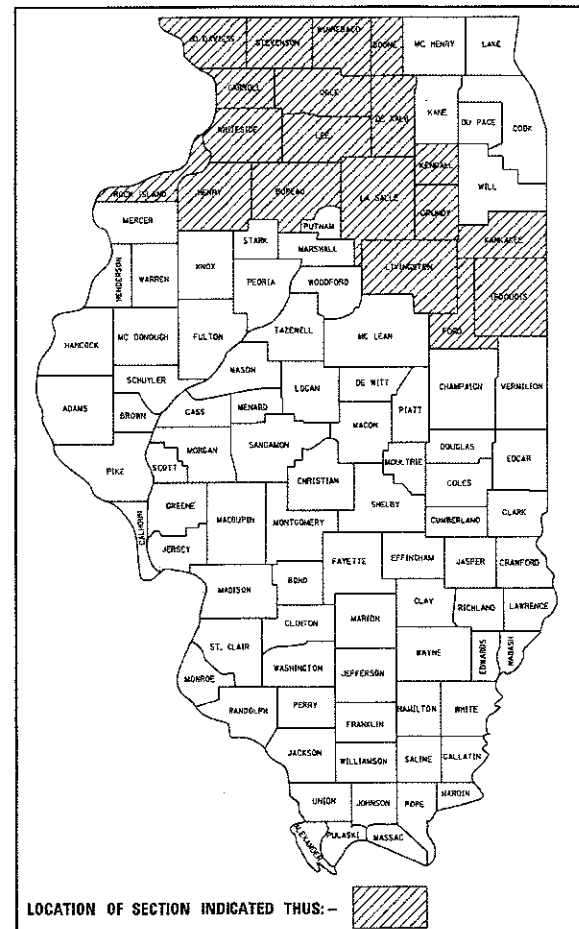 JO DAVIESS STEVENSON WINNEBAGO BOONE MC HENRY LAKE
CARROLL OGLE DE KALB KANE DU PAGE COOK
WHITESIDE LEE KENDALL WILL
ROCK ISLAND HENRY BUREAU LA SALLE GRUNDY
MERCER PUTNAM KANKAKEE
STARK MARSHALL LIVINGSTON
HENDERSON WARREN KNOX PEORIA WOODFORD IROQUOIS
FORD
HANCOCK MC DONOUGH FULTON TAZEWELL MC LEAN
MASON
SCHUYLER LOGAN DE WITT CHAMPAIGN VERMILION
ADAMS BROWN CASS MENARD MACON PIATT
MORGAN SANGAMON DOUGLAS EDGAR
PIKE SCOTT CHRISTIAN MOULTRIE COLES
GREENE SHELBY
CALHOUN MACOUPIN MONTGOMERY CUMBERLAND CLARK
JERSEY
FAYETTE EFFINGHAM JASPER CRAWFORD
MADISON BOND
CLAY RICHLAND LAWRENCE
CLINTON MARION
ST. CLAIR WAYNE EDWARDS WABASH
WASHINGTON JEFFERSON
MONROE
RANDOLPH PERRY HAMILTON WHITE
FRANKLIN
JACKSON WILLIAMSON SALINE GALLATIN
UNION JOHNSON POPE HARDIN
ALEXANDER PULASKI MASSAC
LOCATION OF SECTION INDICATED THUS:-